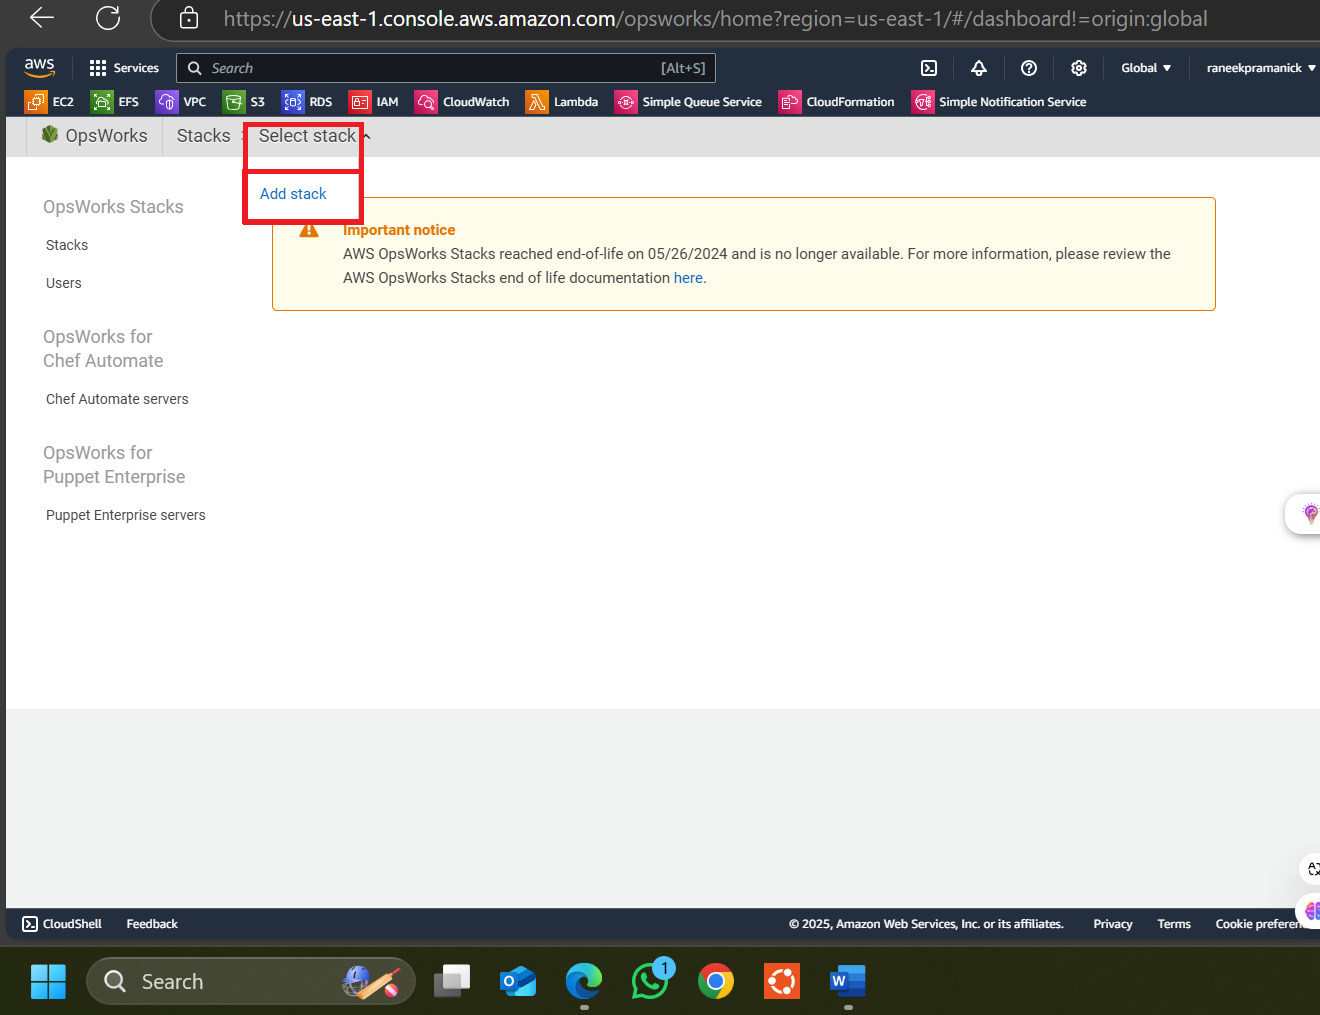 https://us-east-1.console.aws.amazon.com/opsworks/home?region=us-east-1/#/dashboard!=origin:global
aws Services Search [Alt+S] Global raneekpramanick
EC2 EFS VPC S3 RDS IAM CloudWatch Lambda Simple Queue Service CloudFormation Simple Notification Service
OpsWorks Stacks Select stack
Add stack
OpsWorks Stacks
Stacks
Users
OpsWorks for
Chef Automate
Chef Automate servers
OpsWorks for
Puppet Enterprise
Puppet Enterprise servers
Important notice
AWS OpsWorks Stacks reached end-of-life on 05/26/2024 and is no longer available. For more information, please review the
AWS OpsWorks Stacks end of life documentation here.
CloudShell Feedback © 2025, Amazon Web Services, Inc. or its affiliates. Privacy Terms Cookie preferen
Search 1